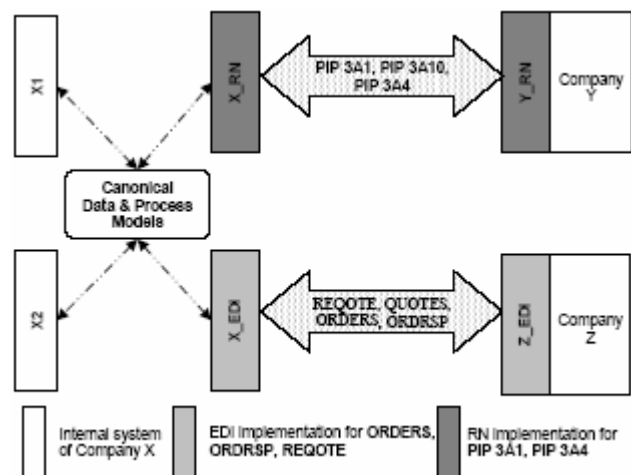 X1
X_RN
PIP 3A1, PIP 3A10,
PIP 3A4
Y_RN
Company
Y
Canonical
Data & Process
Models
X2
X_EDI
REQOTE, QUOTES,
ORDERS, ORDRSP
Z_EDI
Company
Z
Internal system
of Company X
EDI Implementation for ORDERS,
ORDRSP, REQOTE
RN Implementation for
PIP 3A1, PIP 3A4